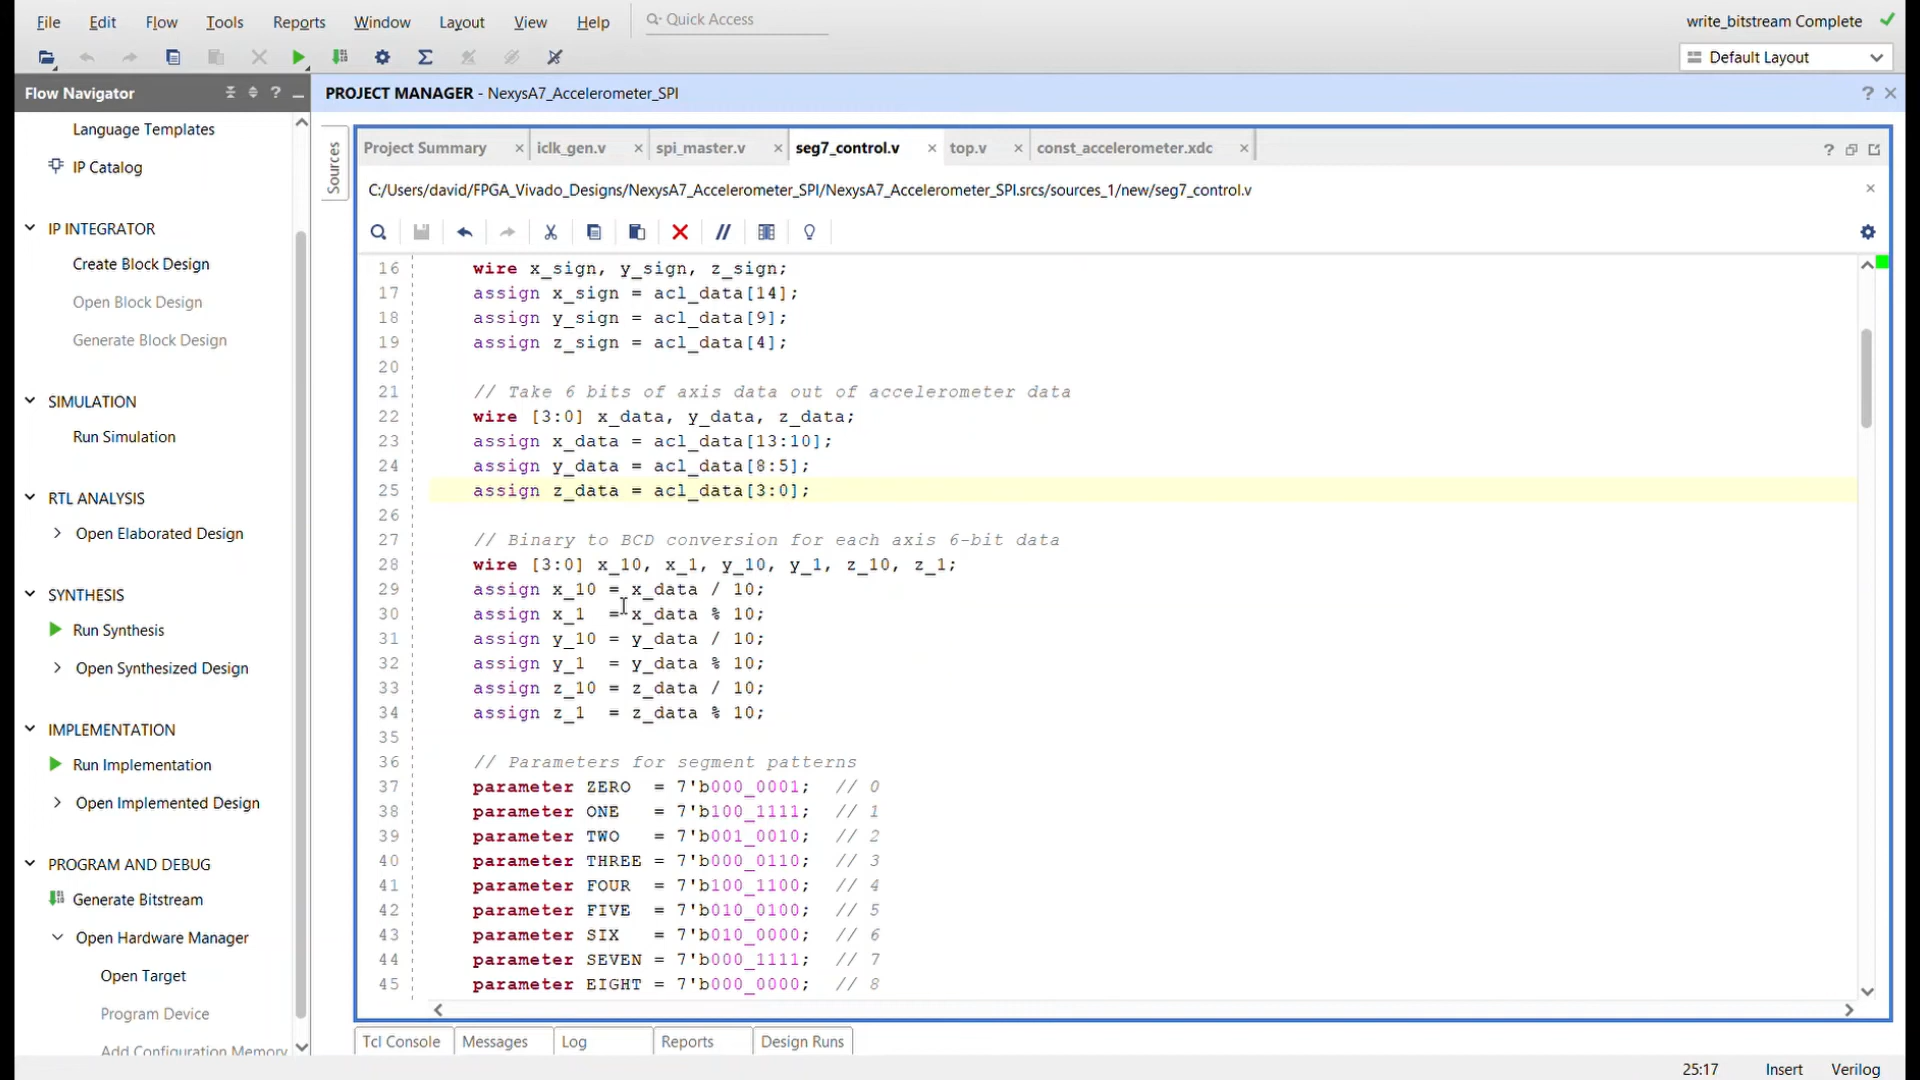 File Edit Flow Tools Reports Window Layout View Help Quick Access write_bitstream Complete
Default Layout
Flow Navigator
PROJECT MANAGER - NexysA7_Accelerometer_SPI
Language Templates
IP Catalog
IP INTEGRATOR
Create Block Design
Open Block Design
Generate Block Design
SIMULATION
Run Simulation
RTL ANALYSIS
Open Elaborated Design
SYNTHESIS
Run Synthesis
Open Synthesized Design
IMPLEMENTATION
Run Implementation
Open Implemented Design
PROGRAM AND DEBUG
Generate Bitstream
Open Hardware Manager
Open Target
Program Device
Add Configuration Memory
Sources
Project Summary iclk_gen.v spi_master.v seg7_control.v top.v const_accelerometer.xdc
C:/Users/david/FPGA_Vivado_Designs/NexysA7_Accelerometer_SPI/NexysA7_Accelerometer_SPI.srcs/sources_1/new/seg7_control.v
16 wire x_sign, y_sign, z_sign;
17 assign x_sign = acl_data[14];
18 assign y_sign = acl_data[9];
19 assign z_sign = acl_data[4];
20
21 // Take 6 bits of axis data out of accelerometer data
22 wire [3:0] x_data, y_data, z_data;
23 assign x_data = acl_data[13:10];
24 assign y_data = acl_data[8:5];
25 assign z_data = acl_data[3:0];
26
27 // Binary to BCD conversion for each axis 6-bit data
28 wire [3:0] x_10, x_1, y_10, y_1, z_10, z_1;
29 assign x_10 = x_data / 10;
30 assign x_1  = x_data % 10;
31 assign y_10 = y_data / 10;
32 assign y_1  = y_data % 10;
33 assign z_10 = z_data / 10;
34 assign z_1  = z_data % 10;
35
36 // Parameters for segment patterns
37 parameter ZERO  = 7'b000_0001;  // 0
38 parameter ONE   = 7'b100_1111;  // 1
39 parameter TWO   = 7'b001_0010;  // 2
40 parameter THREE = 7'b000_0110;  // 3
41 parameter FOUR  = 7'b100_1100;  // 4
42 parameter FIVE  = 7'b010_0100;  // 5
43 parameter SIX   = 7'b010_0000;  // 6
44 parameter SEVEN = 7'b000_1111;  // 7
45 parameter EIGHT = 7'b000_0000;  // 8
Tcl Console Messages Log Reports Design Runs
25:17 Insert Verilog